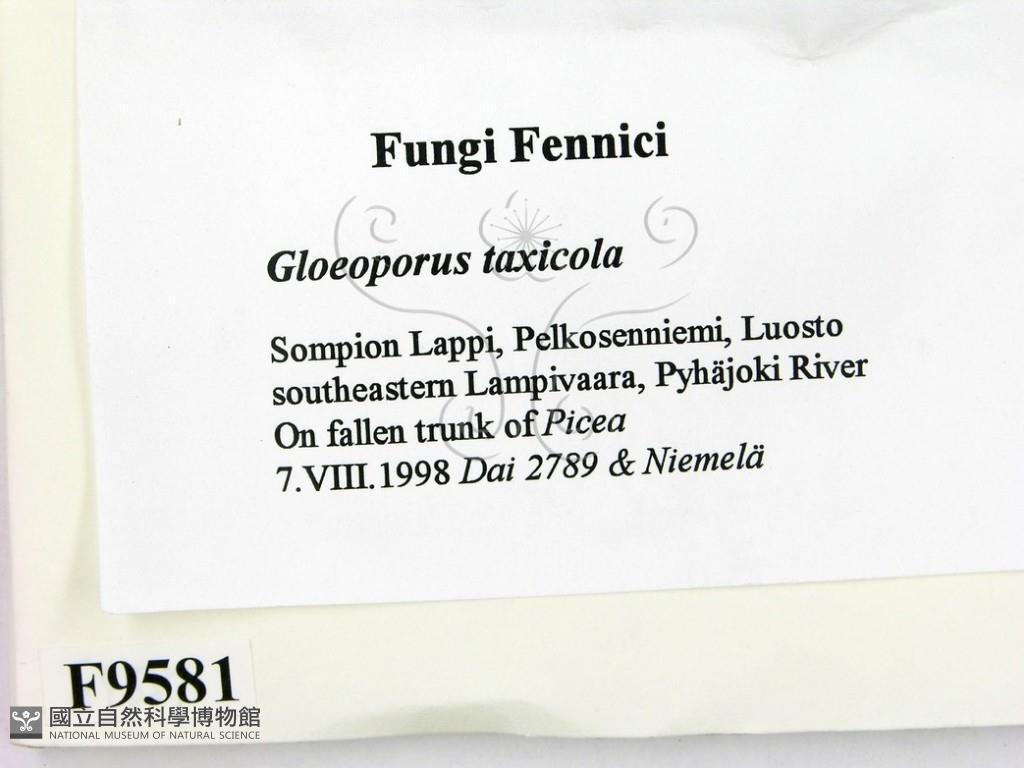 Fungi Fennici
Gloeoporus taxicola
Sompion Lappi, Pelkosenniemi, Luosto
southeastern Lampivaara, Pyhäjoki River
On fallen trunk of Picea
7.VIII.1998 Dai 2789 & Niemelä
F9581
國立自然科學博物館
NATIONAL MUSEUM OF NATURAL SCIENCE